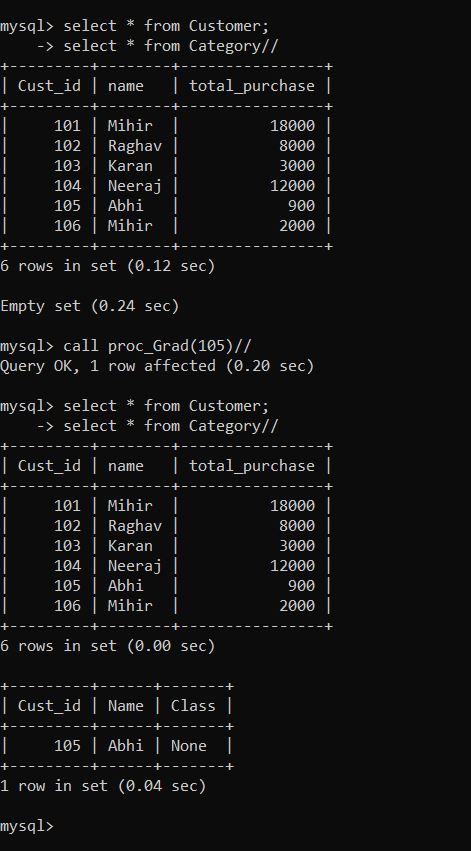 mysql> select * from Customer;
    -> select * from Category//
+---------+--------+----------------+
| Cust_id | name   | total_purchase |
+---------+--------+----------------+
|     101 | Mihir  |          18000 |
|     102 | Raghav |           8000 |
|     103 | Karan  |           3000 |
|     104 | Neeraj |          12000 |
|     105 | Abhi   |            900 |
|     106 | Mihir  |           2000 |
+---------+--------+----------------+
6 rows in set (0.12 sec)

Empty set (0.24 sec)

mysql> call proc_Grad(105)//
Query OK, 1 row affected (0.20 sec)

mysql> select * from Customer;
    -> select * from Category//
+---------+--------+----------------+
| Cust_id | name   | total_purchase |
+---------+--------+----------------+
|     101 | Mihir  |          18000 |
|     102 | Raghav |           8000 |
|     103 | Karan  |           3000 |
|     104 | Neeraj |          12000 |
|     105 | Abhi   |            900 |
|     106 | Mihir  |           2000 |
+---------+--------+----------------+
6 rows in set (0.00 sec)

+---------+------+-------+
| Cust_id | Name | Class |
+---------+------+-------+
|     105 | Abhi | None  |
+---------+------+-------+
1 row in set (0.04 sec)

mysql>